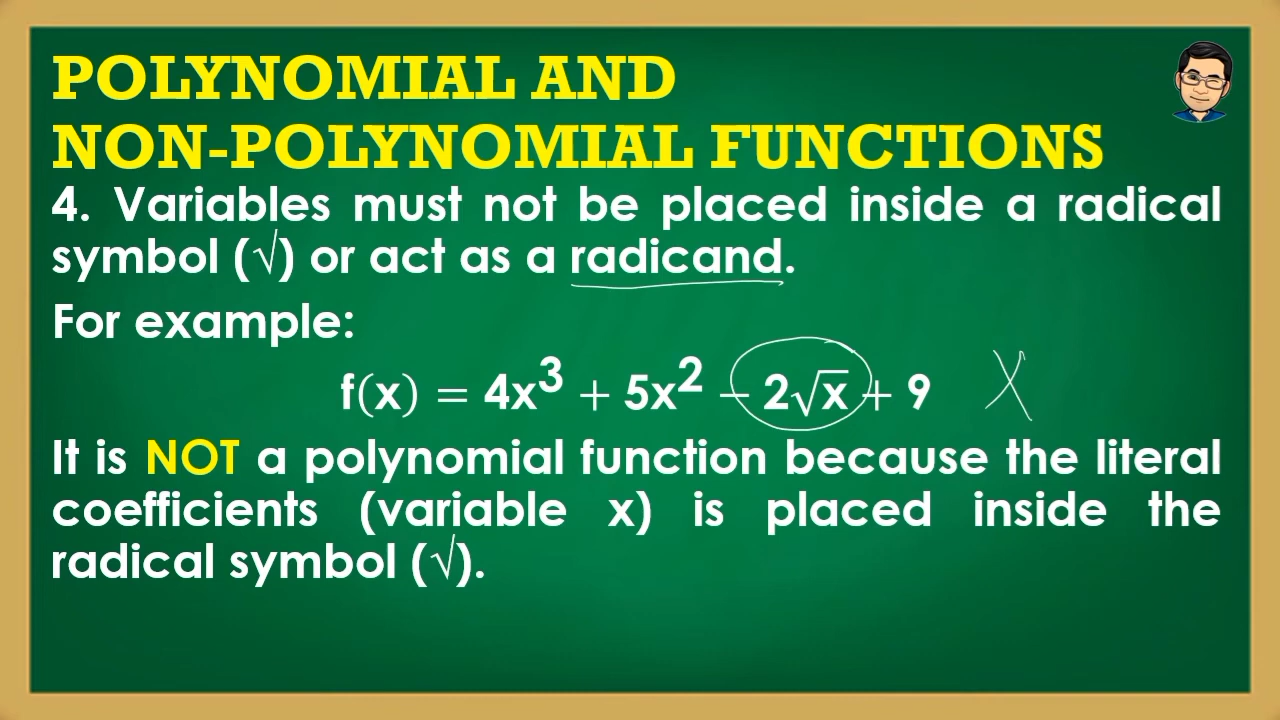 POLYNOMIAL AND
NON-POLYNOMIAL FUNCTIONS
4. Variables must not be placed inside a radical
symbol (√) or act as a radicand.
For example:
f(x) = 4x³ + 5x² − 2√x + 9 X
It is NOT a polynomial function because the literal
coefficients (variable x) is placed inside the
radical symbol (√).